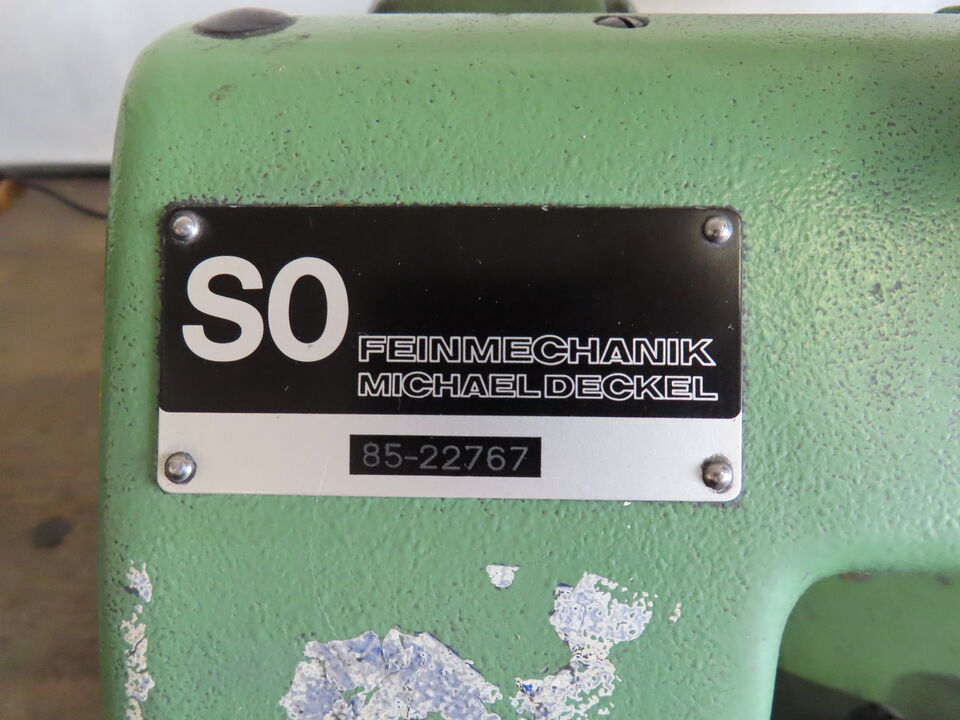 SO
FEINMECHANIK
MICHAEL DECKEL
85-22767